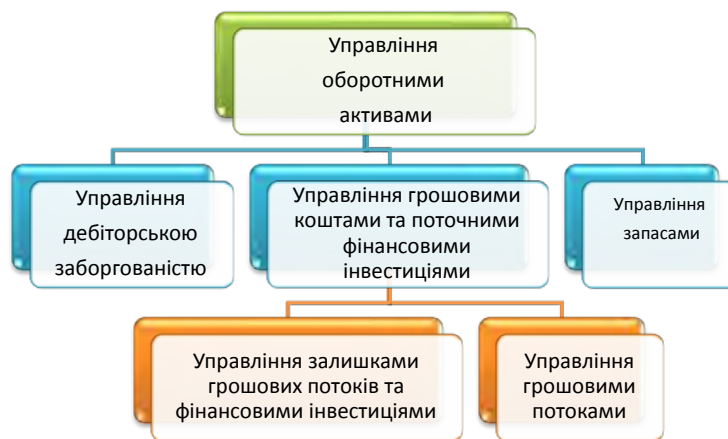 Управління
оборотними
активами
Управління
дебіторською
заборгованістю
Управління грошовими
коштами та поточними
фінансовими
інвестиціями
Управління
запасами
Управління залишками
грошових потоків та
фінансовими інвестиціями
Управління
грошовими
потоками